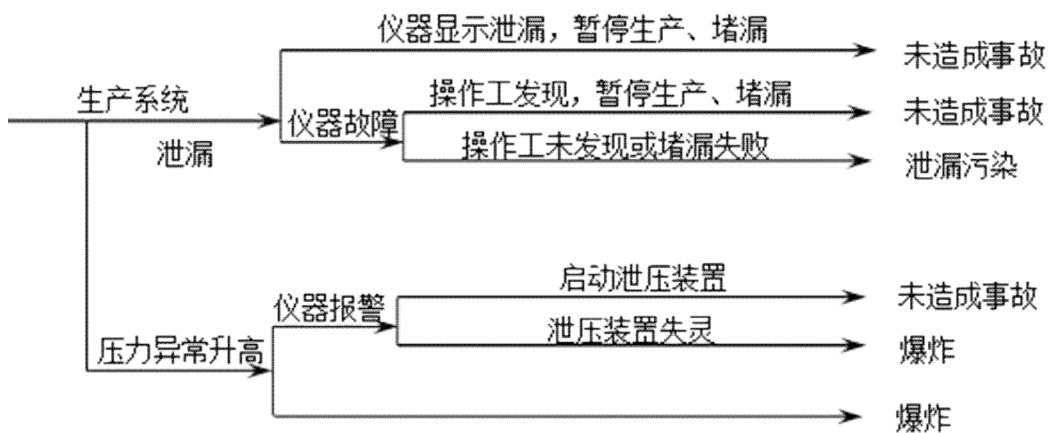 仪器显示泄漏，暂停生产、堵漏
未造成事故
生产系统
泄漏
仪器故障
操作工发现，暂停生产、堵漏
未造成事故
操作工未发现或堵漏失败
泄漏污染
压力异常升高
仪器报警
启动泄压装置
未造成事故
泄压装置失灵
爆炸
爆炸